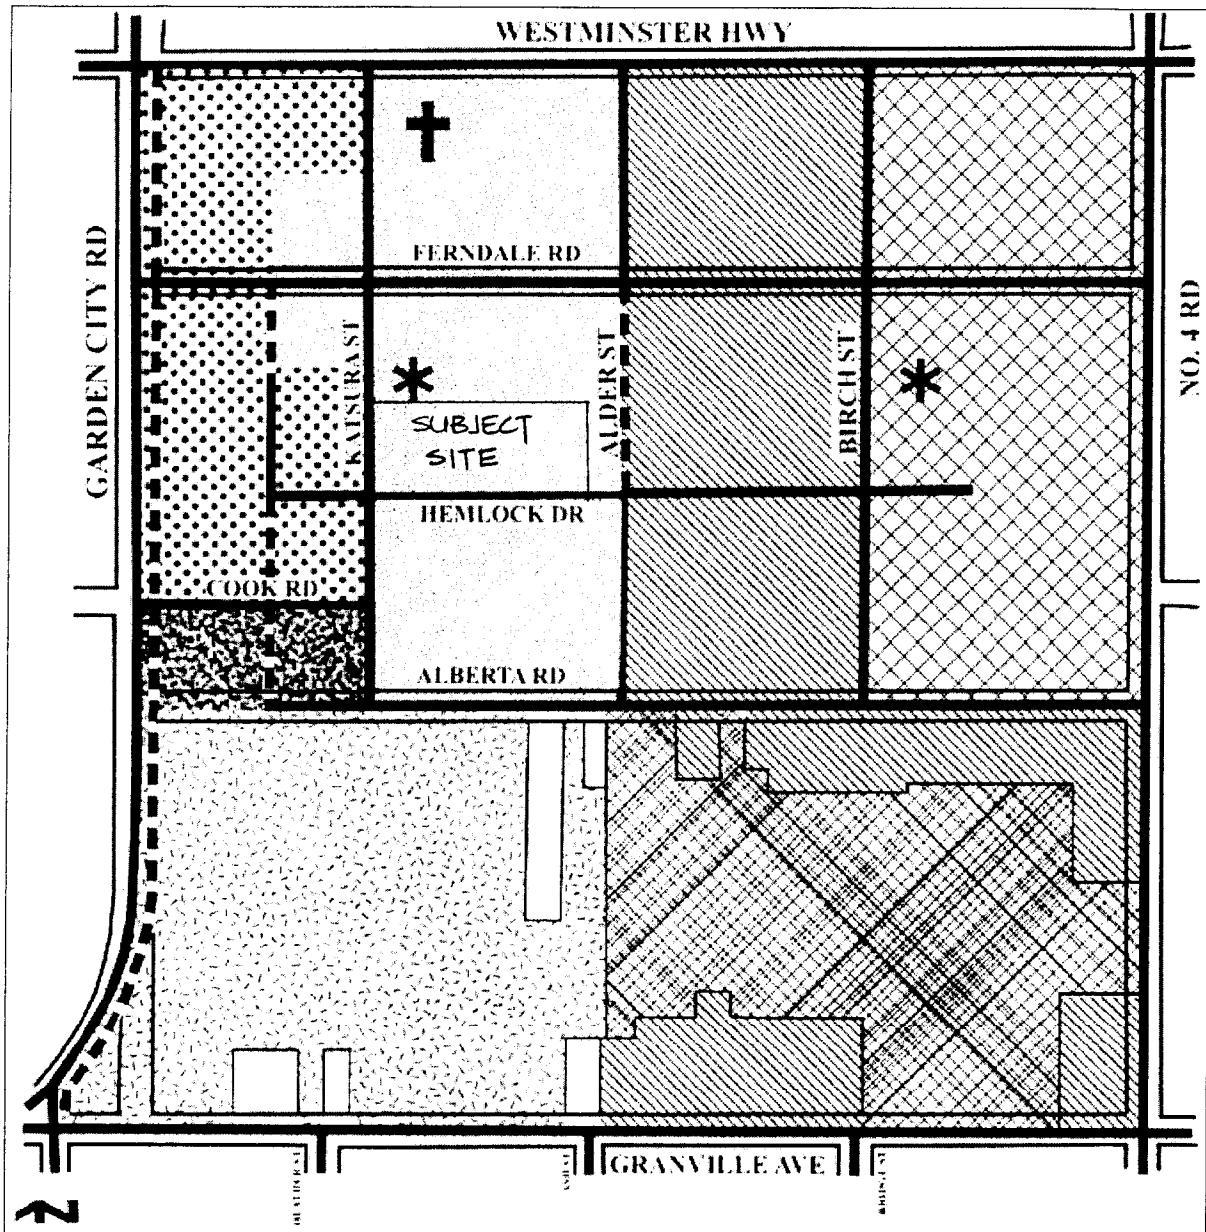 WESTMINSTER HWY
GARDEN CITY RD
FERNDALE RD
NO. 4 RD
KATSURA ST
ALDER ST
BIRCH ST
SUBJECT
SITE
HEMLOCK DR
COOK RD
ALBERTA RD
GRANVILLE AVE
N